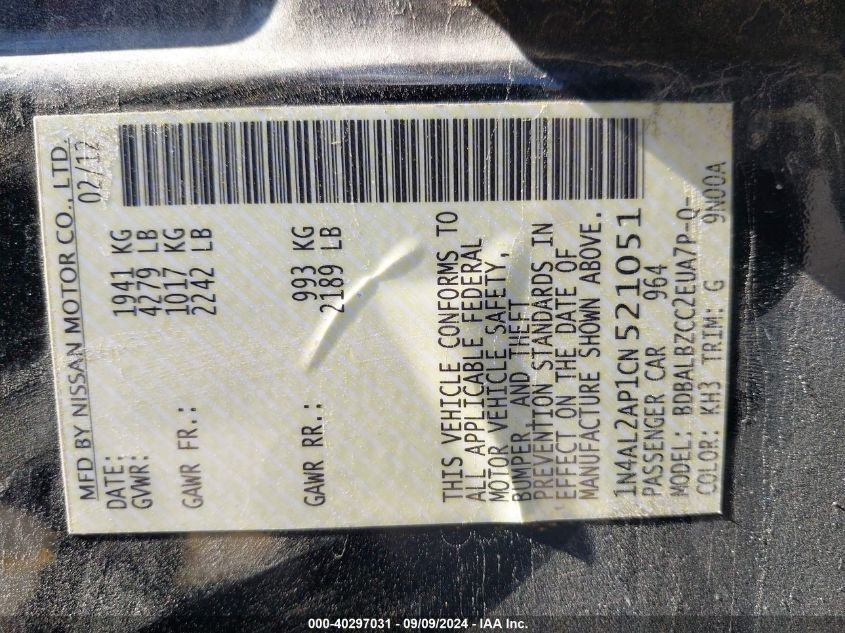 MFD BY NISSAN MOTOR CO., LTD.
DATE: 02/12
GVWR: 1941 KG
4279 LB
GAWR FR.: 1017 KG
2242 LB
GAWR RR.: 993 KG
2189 LB
THIS VEHICLE CONFORMS TO
ALL APPLICABLE FEDERAL
MOTOR VEHICLE SAFETY,
BUMPER, AND THEFT
PREVENTION STANDARDS IN
EFFECT ON THE DATE OF
MANUFACTURE SHOWN ABOVE.
1N4AL2AP1CN521051
PASSENGER CAR 964
MODEL: BDBALBZCC2EUA7P-Q-
COLOR: KH3 TRIM: G 9N00A
000-40297031 - 09/09/2024 - IAA Inc.